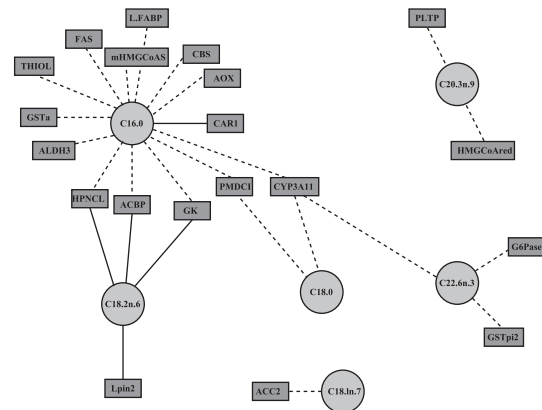 L.FABP
PLTP
FAS
mHMGCoAS
CBS
THIOL
AOX
C20.3n.9
GSTa
C16.0
CAR1
ALDH3
HMGCoAred
HPNCL
ACBP
GK
PMDCI
CYP3A11
G6Pase
C18.2n.6
C18.0
C22.6n.3
GSTpi2
Lpin2
ACC2
C18.ln.7